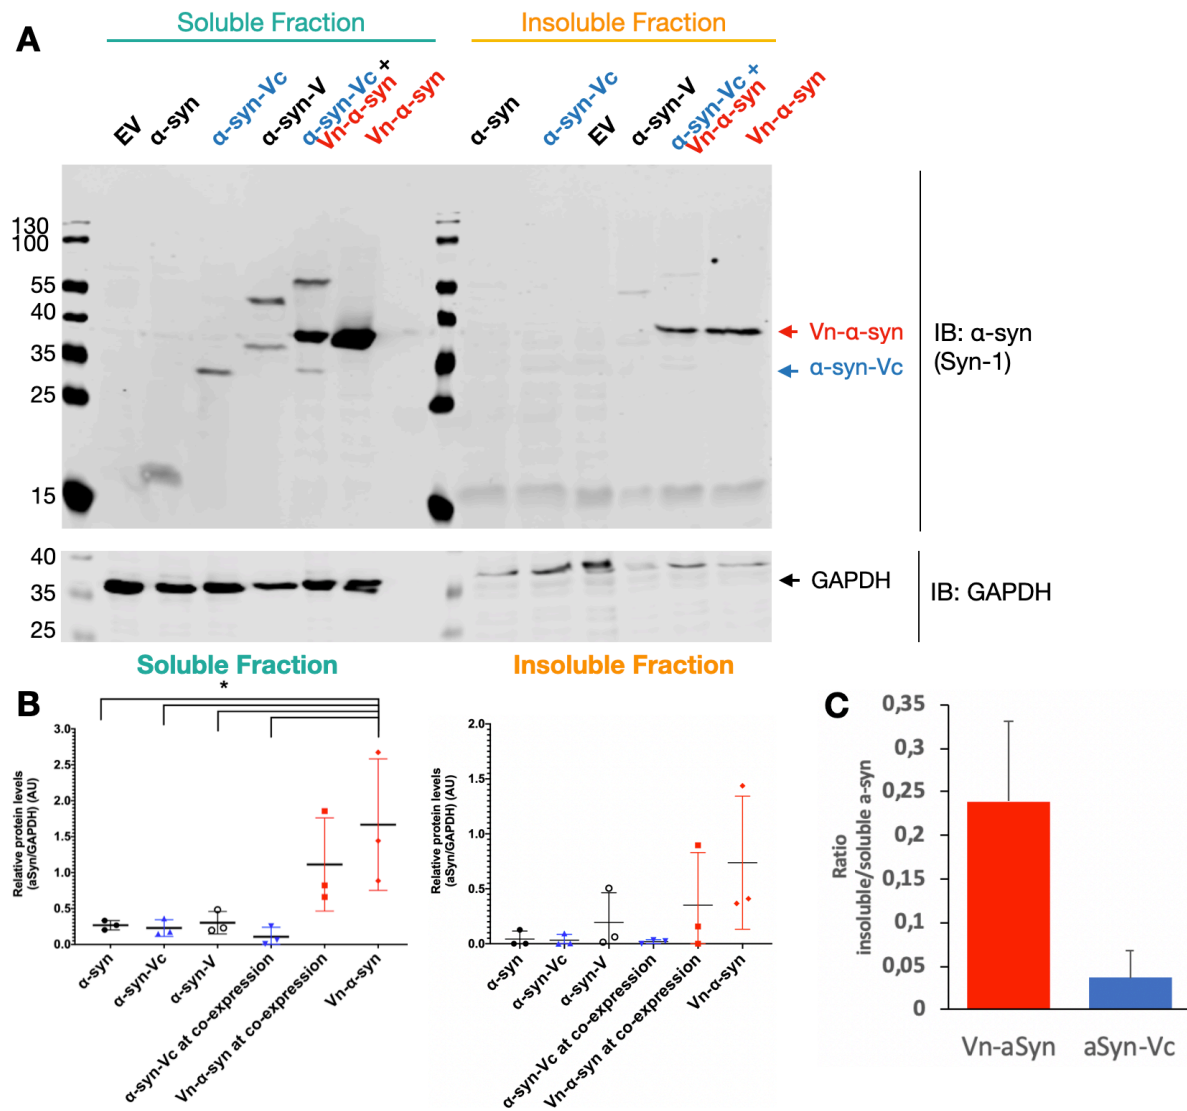 A
Soluble Fraction
Insoluble Fraction
EV
α-syn
α-syn-Vc
α-syn-V
α-syn-Vc +
Vn-α-syn
Vn-α-syn
α-syn
α-syn-Vc
EV
α-syn-V
α-syn-Vc +
Vn-α-syn
Vn-α-syn
130
100
55
40
35
25
15
Vn-α-syn
α-syn-Vc
IB: α-syn
(Syn-1)
40
35
25
GAPDH
IB: GAPDH
B
Soluble Fraction
*
Relative protein levels
(aSyn/GAPDH) (AU)
3.0
2.5
2.0
1.5
1.0
0.5
0.0
α-syn
α-syn-Vc
α-syn-V
α-syn-Vc at co-expression
Vn-α-syn at co-expression
Vn-α-syn
Insoluble Fraction
Relative protein levels
(aSyn/GAPDH) (AU)
2.0
1.5
1.0
0.5
0.0
α-syn
α-syn-Vc
α-syn-V
α-syn-Vc at co-expression
Vn-α-syn at co-expression
Vn-α-syn
C
Ratio
insoluble/soluble a-syn
0,35
0,3
0,25
0,2
0,15
0,1
0,05
0
Vn-aSyn
aSyn-Vc